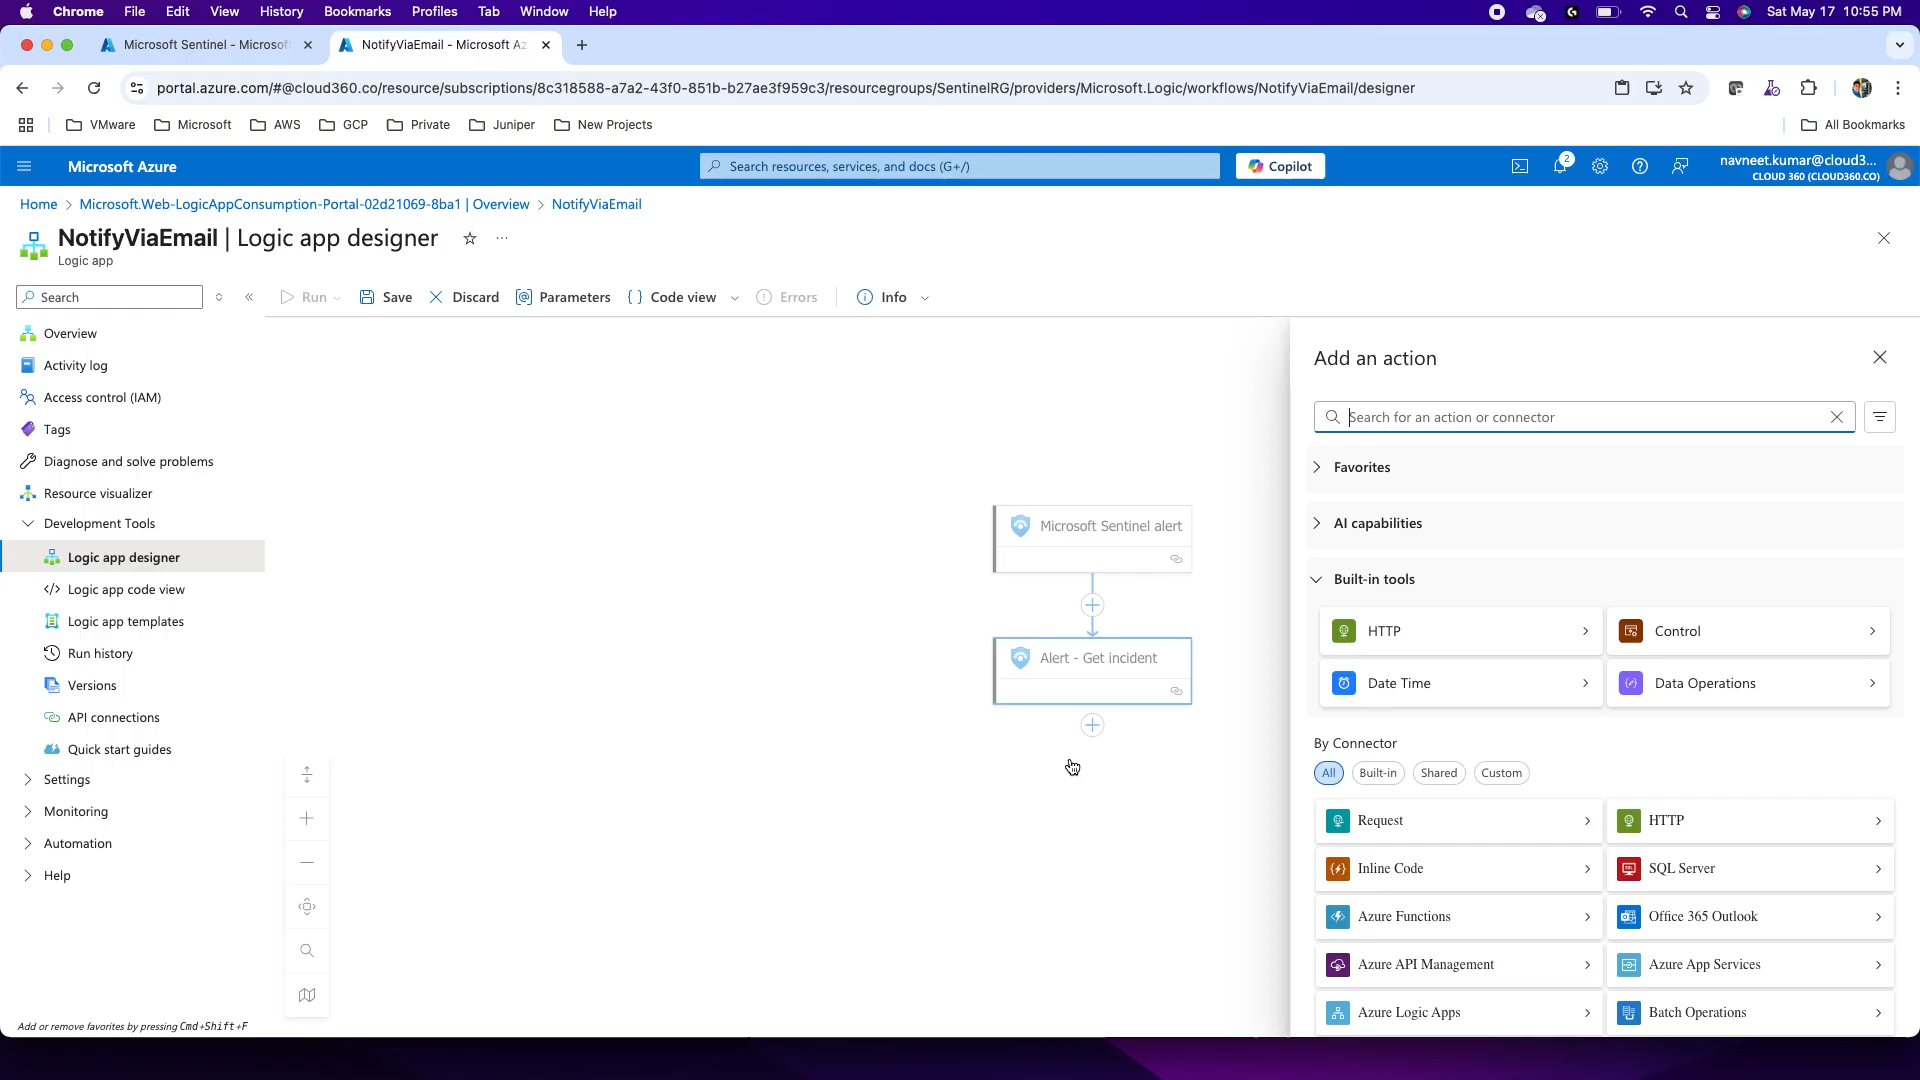 Chrome File Edit View History Bookmarks Profiles Tab Window Help Sat May 17 10:55 PM
Microsoft Sentinel - Microsof NotifyViaEmail - Microsoft Az
portal.azure.com/#@cloud360.co/resource/subscriptions/8c318588-a7a2-43f0-851b-b27ae3f959c3/resourcegroups/SentinelRG/providers/Microsoft.Logic/workflows/NotifyViaEmail/designer
VMware Microsoft AWS GCP Private Juniper New Projects All Bookmarks
Microsoft Azure Search resources, services, and docs (G+/) Copilot 2 navneet.kumar@cloud3...
CLOUD 360 (CLOUD360.CO)
Home > Microsoft.Web-LogicAppConsumption-Portal-02d21069-8ba1 | Overview > NotifyViaEmail
NotifyViaEmail | Logic app designer
Logic app
Search
Run Save Discard Parameters Code view Errors Info
Overview
Activity log
Access control (IAM)
Tags
Diagnose and solve problems
Resource visualizer
Development Tools
Logic app designer
Logic app code view
Logic app templates
Run history
Versions
API connections
Quick start guides
Settings
Monitoring
Automation
Help
Add or remove favorites by pressing Cmd+Shift+F
Microsoft Sentinel alert
Alert - Get incident
Add an action
Search for an action or connector
Favorites
AI capabilities
Built-in tools
HTTP Control
Date Time Data Operations
By Connector
All Built-in Shared Custom
Request HTTP
Inline Code SQL Server
Azure Functions Office 365 Outlook
Azure API Management Azure App Services
Azure Logic Apps Batch Operations